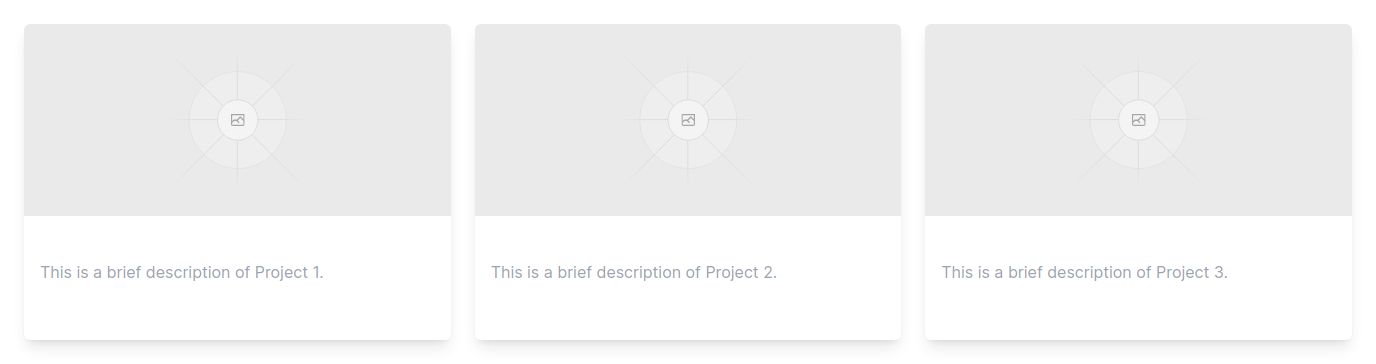 This is a brief description of Project 1.
This is a brief description of Project 2.
This is a brief description of Project 3.